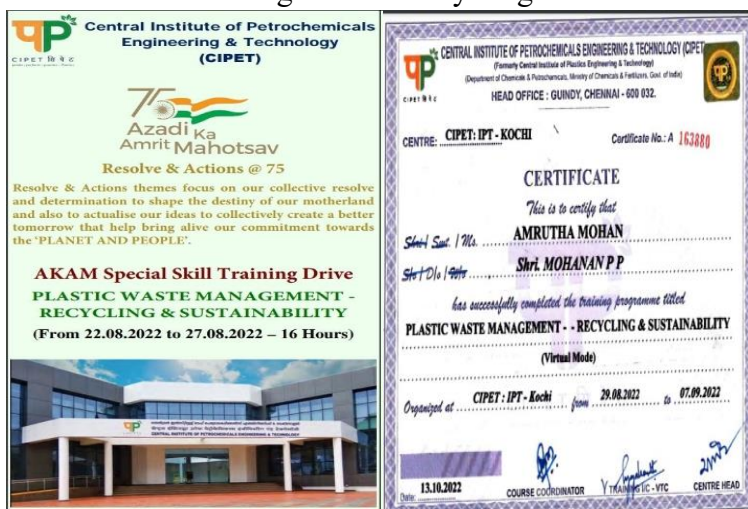 Central Institute of Petrochemicals
Engineering & Technology
(CIPET)
CIPET सिपेट
75
Azadi Ka
Amrit Mahotsav
Resolve & Actions @ 75
Resolve & Actions themes focus on our collective resolve
and determination to shape the destiny of our motherland
and also to actualise our ideas to collectively create a better
tomorrow that help bring alive our commitment towards
the 'PLANET AND PEOPLE'.
AKAM Special Skill Training Drive
PLASTIC WASTE MANAGEMENT -
RECYCLING & SUSTAINABILITY
(From 22.08.2022 to 27.08.2022 – 16 Hours)
CENTRAL INSTITUTE OF PETROCHEMICALS ENGINEERING & TECHNOLOGY
CENTRAL INSTITUTE OF PETROCHEMICALS ENGINEERING & TECHNOLOGY (CIPET)
(Formerly Central Institute of Plastics Engineering & Technology)
(Department of Chemicals & Petrochemicals, Ministry of Chemicals & Fertilizers, Govt. of India)
HEAD OFFICE : GUINDY, CHENNAI - 600 032.
CENTRE: CIPET: IPT - KOCHI
Certificate No.: A 163880
CERTIFICATE
This is to certify that
Shri / Smt. / Ms. AMRUTHA MOHAN
S/o / D/o / W/o Shri. MOHANAN P P
has successfully completed the training programme titled
PLASTIC WASTE MANAGEMENT - - RECYCLING & SUSTAINABILITY
(Virtual Mode)
Organized at CIPET : IPT - Kochi from 29.08.2022 to 07.09.2022
Date: 13.10.2022
COURSE COORDINATOR
TRAINING I/C - VTC
CENTRE HEAD